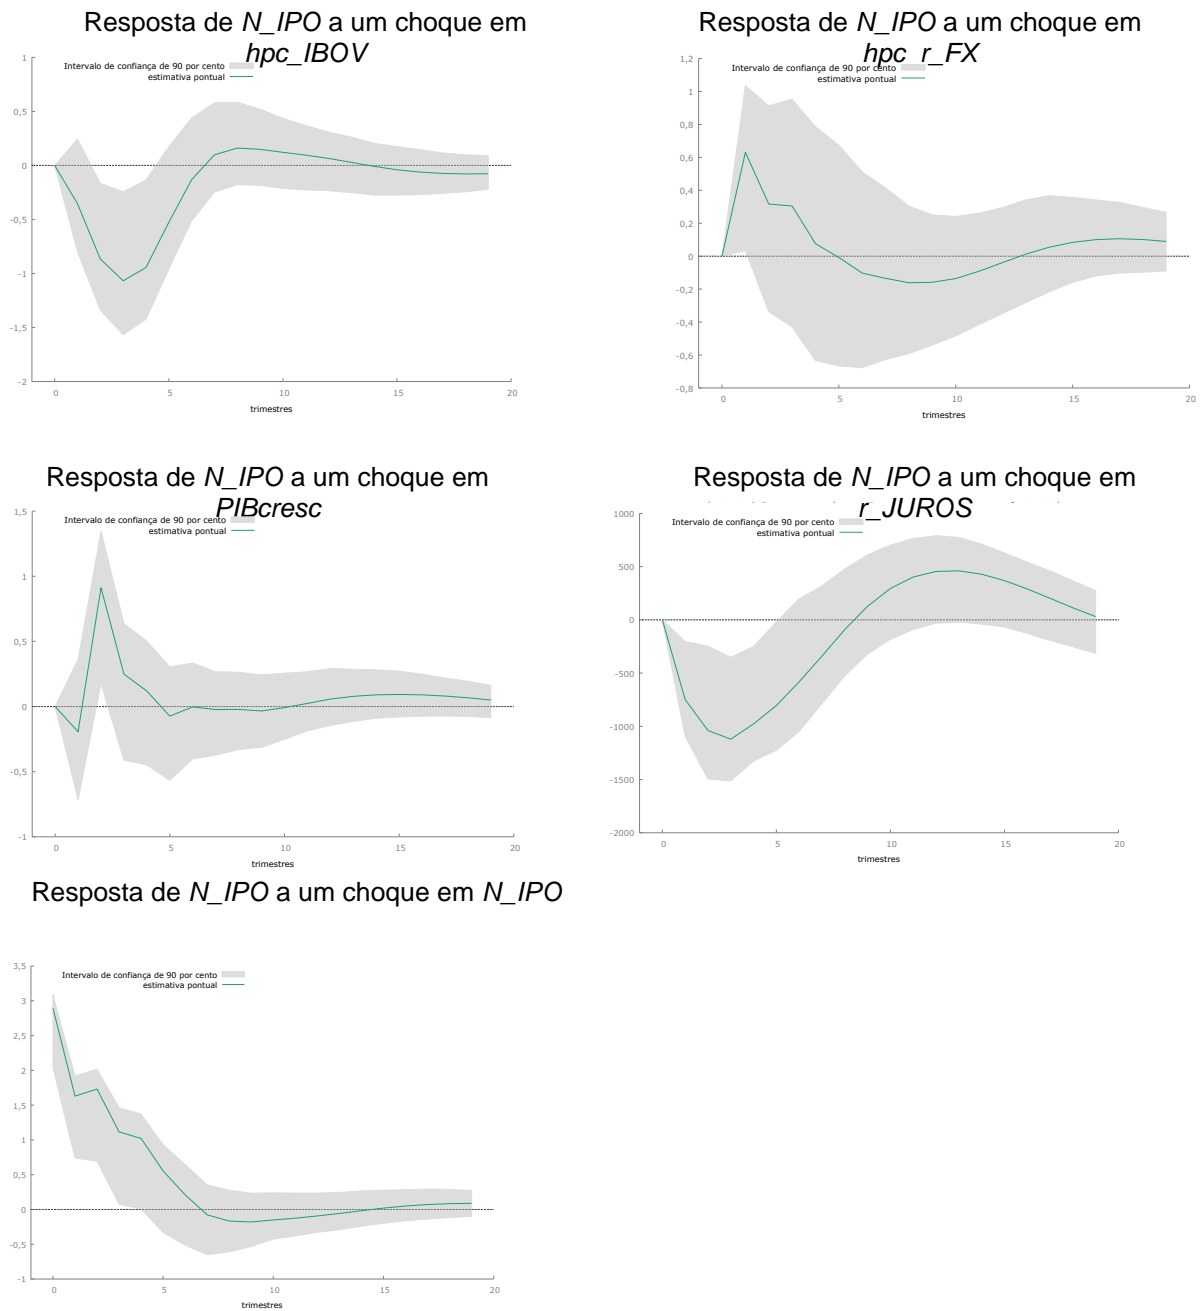 Resposta de N_IPO a um choque em
hpc_IBOV
Intervalo de confiança de 90 por cento
estimativa pontual
1
0,5
0
-0,5
-1
-1,5
-2
0 5 10 15 20
trimestres
Resposta de N_IPO a um choque em
hpc_r_FX
Intervalo de confiança de 90 por cento
estimativa pontual
1,2
1
0,8
0,6
0,4
0,2
0
-0,2
-0,4
-0,6
-0,8
0 5 10 15 20
trimestres
Resposta de N_IPO a um choque em
PIBcresc
Intervalo de confiança de 90 por cento
estimativa pontual
1,5
1
0,5
0
-0,5
-1
0 5 10 15 20
trimestres
Resposta de N_IPO a um choque em
r_JUROS
Intervalo de confiança de 90 por cento
estimativa pontual
1000
500
0
-500
-1000
-1500
-2000
0 5 10 15 20
trimestres
Resposta de N_IPO a um choque em N_IPO
Intervalo de confiança de 90 por cento
estimativa pontual
3,5
3
2,5
2
1,5
1
0,5
0
-0,5
-1
0 5 10 15 20
trimestres